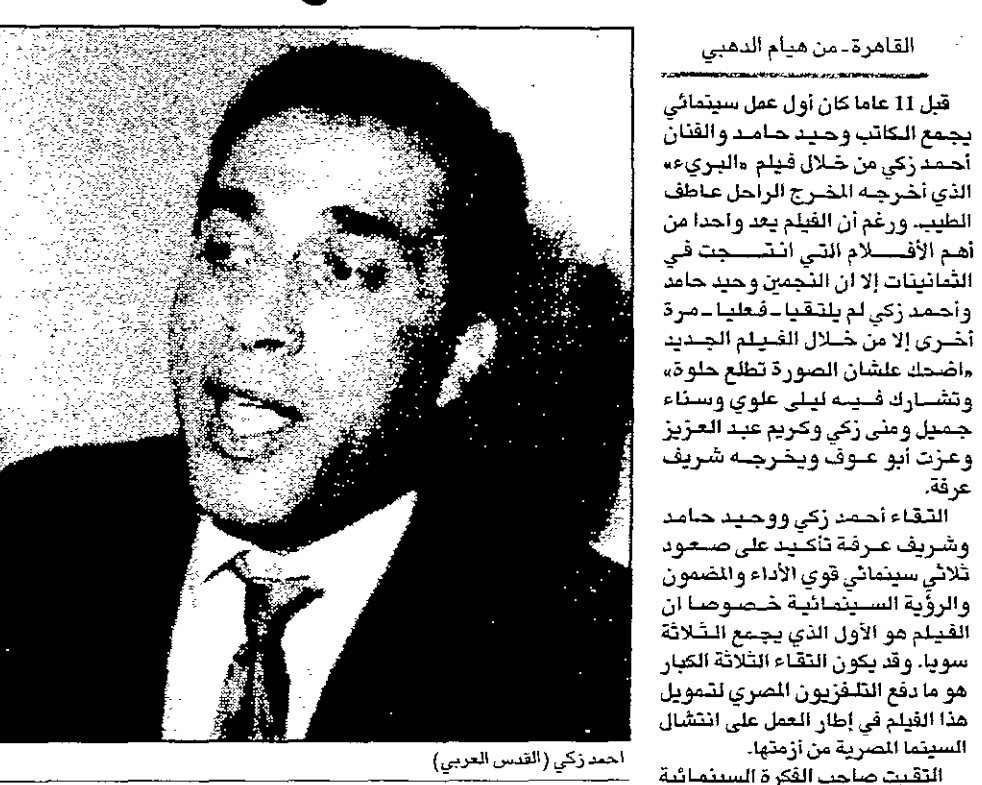 القاهرة ـ من هيام الدهبي
قبل 11 عاما كان أول عمل سينمائي
يجمع الكاتب وحيد حامد والفنان
أحمد زكي من خلال فيلم «البريء»
الذي أخرجه المخرج الراحل عاطف
الطيب. ورغم أن الفيلم يعد واحدا من
أهم الأفلام التي انتجت في
الثمانينات إلا ان النجمين وحيد حامد
وأحمد زكي لم يلتقيا ـ فعليا ـ مرة
أخرى إلا من خلال الفيلم الجديد
«اضحك علشان الصورة تطلع حلوة»
وتشارك فيه ليلى علوي وسناء
جميل ومنى زكي وكريم عبد العزيز
وعزت أبو عوف ويخرجه شريف
عرفة.
التقاء أحمد زكي ووحيد حامد
وشريف عرفة تأكيد على صعود
ثلاثي سينمائي قوي الأداء والمضمون
والرؤية السينمائية خصوصا ان
الفيلم هو الأول الذي يجمع الثلاثة
سويا. وقد يكون التقاء الثلاثة الكبار
هو ما دفع التلفزيون المصري لتمويل
هذا الفيلم في إطار العمل على انتشال
السينما المصرية من أزمتها.
التقيت صاحب الفكرة السينمائية
احمد زكي (القدس العربي)